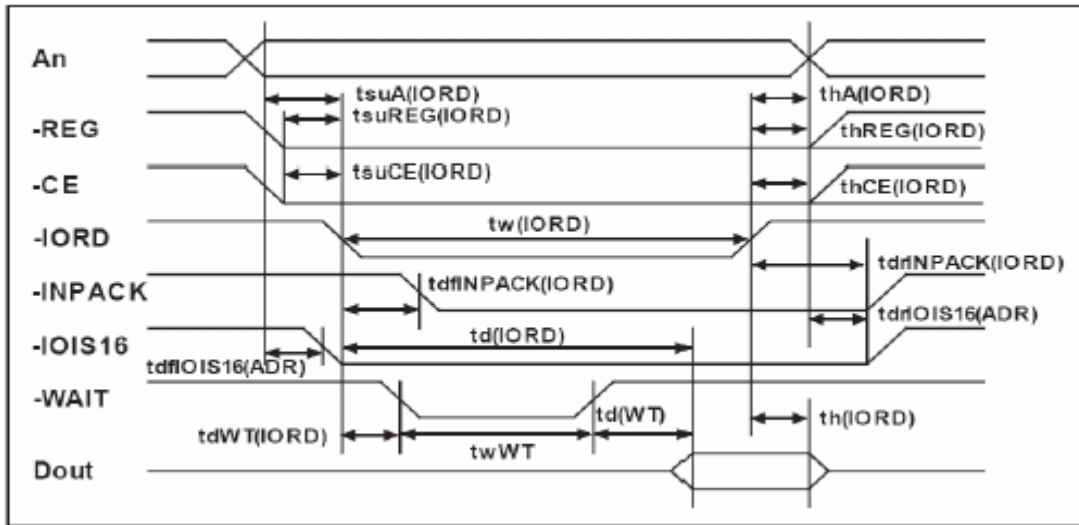 An
tsuA(IORD)
thA(IORD)
tsuREG(IORD)
-REG
thREG(IORD)
tsuCE(IORD)
-CE
thCE(IORD)
tw(IORD)
-IORD
tdrINPACK(IORD)
tdfINPACK(IORD)
-INPACK
tdrIOIS16(ADR)
td(IORD)
-IOIS16
tdfIOIS16(ADR)
-WAIT
td(WT)
th(IORD)
tdWT(IORD)
twWT
Dout